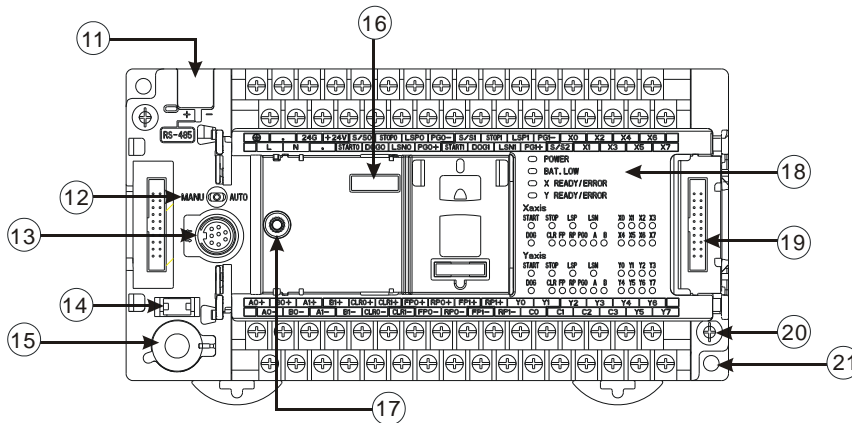 16
11
+ -
RS-485
24G +24V S/S0 STOP0 LSP0 PG0- S/S1 STOP1 LSP1 PG1- X0 X2 X4 X6
L N START0 DOG0 LSN0 PG0+ START1 DOG1 LSN1 PG1+ S/S2 X1 X3 X5 X7
POWER
BAT.LOW
X READY/ERROR
Y READY/ERROR
18
12
MANU AUTO
Xaxis
START STOP LSP LSN X0 X1 X2 X3
DOG CLR FP RP PG0 A B X4 X5 X6 X7
13
19
Yaxis
START STOP LSP LSN Y0 Y1 Y2 Y3
DOG CLR FP RP PG0 A B Y4 Y5 Y6 Y7
14
A0+ B0+ A1+ B1+ CLR0+ CLR1+ FP0+ RP0+ FP1+ RP1+ Y0 Y1 Y2 Y3 Y4 Y6
A0- B0- A1- B1- CLR0- CLR1- FP0- RP0- FP1- RP1- C0 C1 C2 C3 Y5 Y7
15
20
21
17